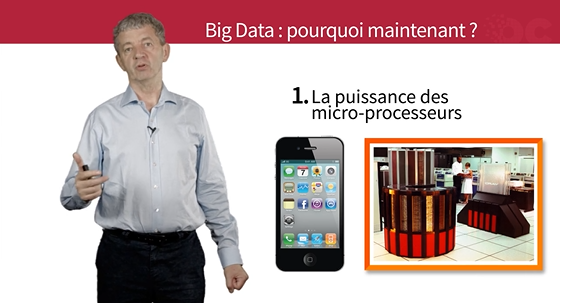 Big Data : pourquoi maintenant ?
1. La puissance des
micro-processeurs